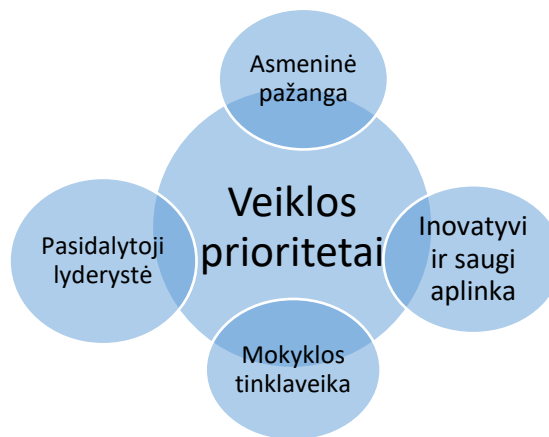 Asmeninė
pažanga
Veiklos
prioritetai
Pasidalytoji
lyderystė
Inovatyvi
ir saugi
aplinka
Mokyklos
tinklaveika